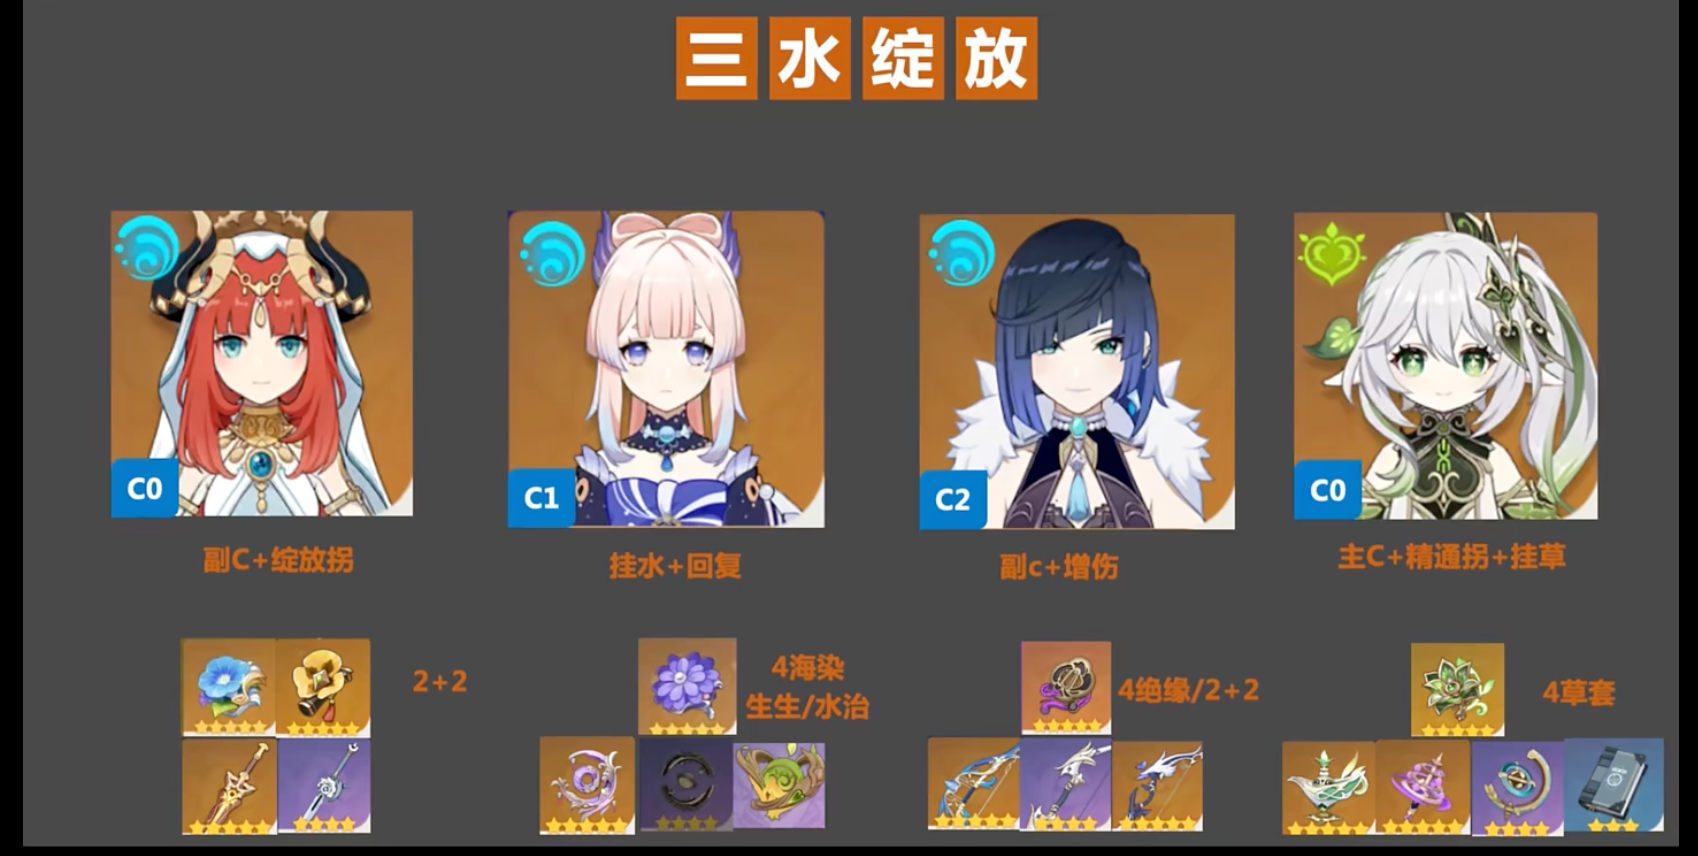 三水绽放
C0
C1
C2
C0
副C+绽放拐
挂水+回复
副c+增伤
主C+精通拐+挂草
2+2
4海染
生生/水治
4绝缘/2+2
4草套